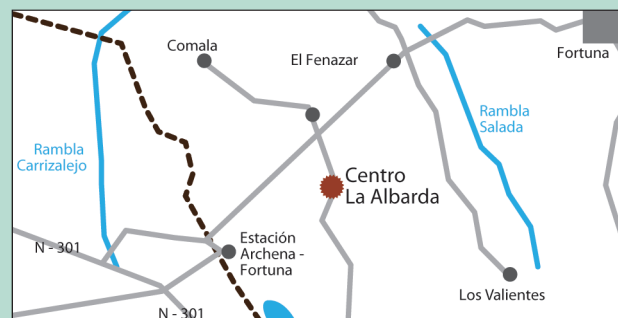 Comala
El Fenazar
Fortuna
Rambla
Salada
Rambla
Carrizalejo
Centro
La Albarda
N - 301
Estación
Archena -
Fortuna
Los Valientes
N - 301